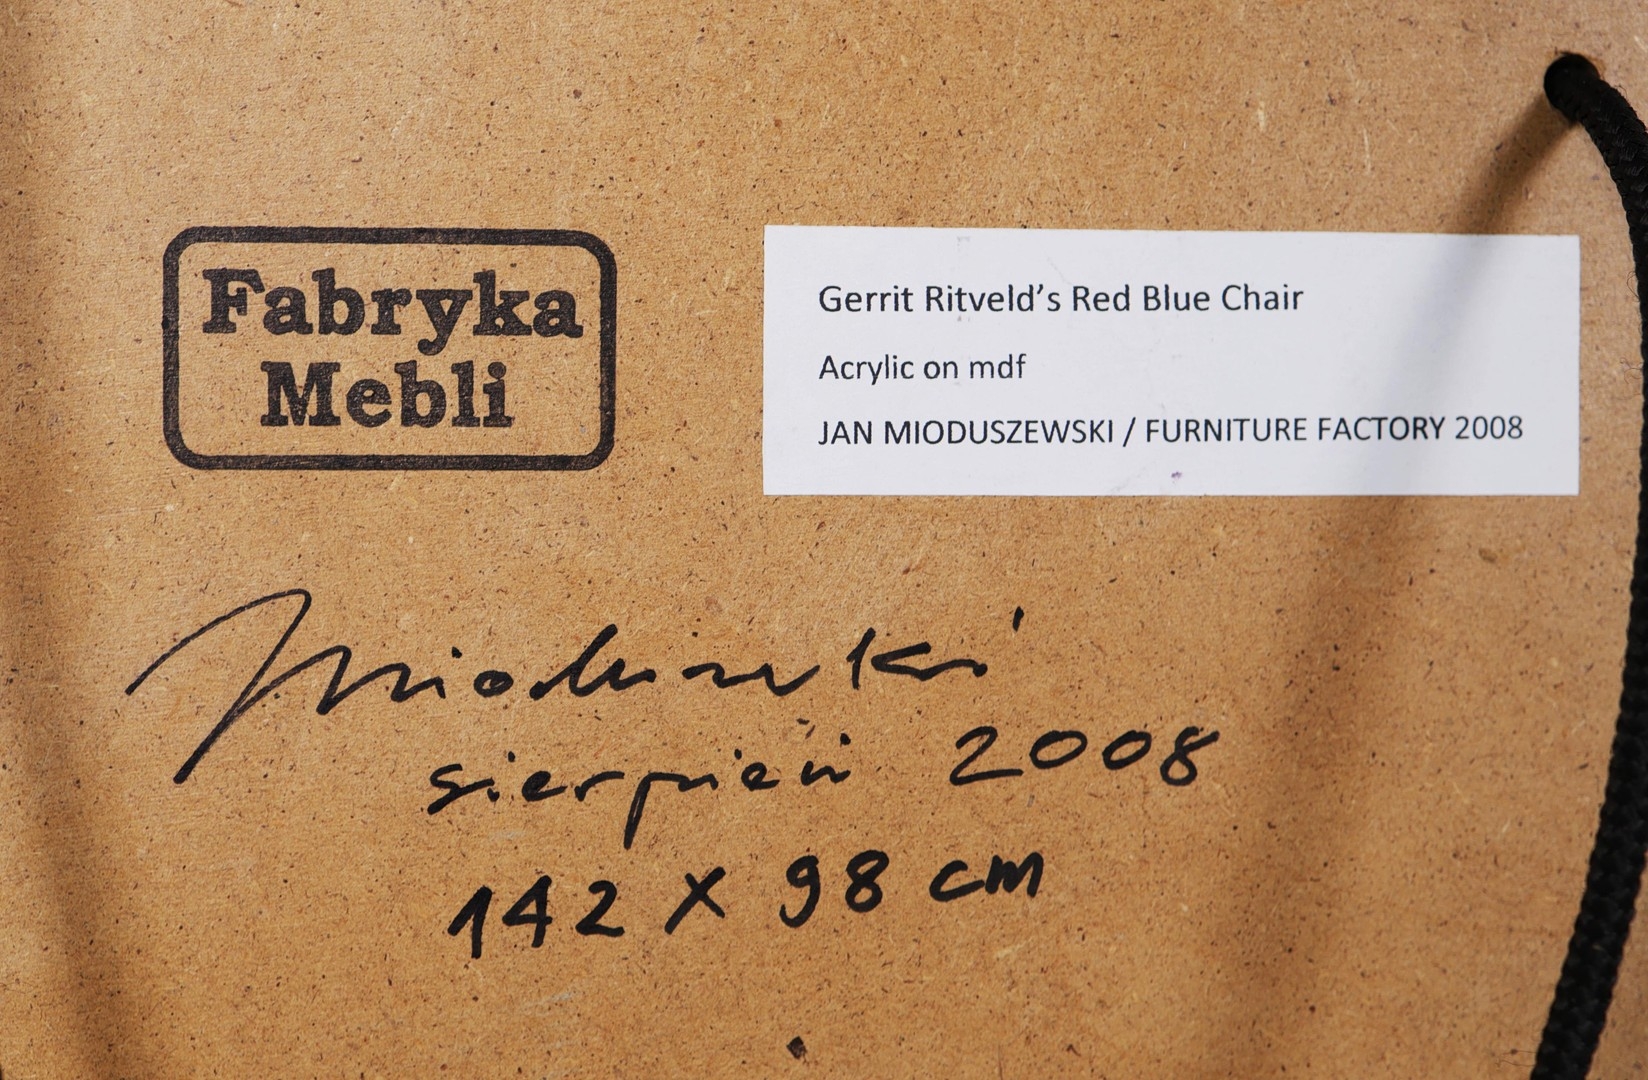 Fabryka
Mebli
Gerrit Ritveld’s Red Blue Chair
Acrylic on mdf
JAN MIODUSZEWSKI / FURNITURE FACTORY 2008
Mioduszewski
sierpień 2008
142 x 98 cm